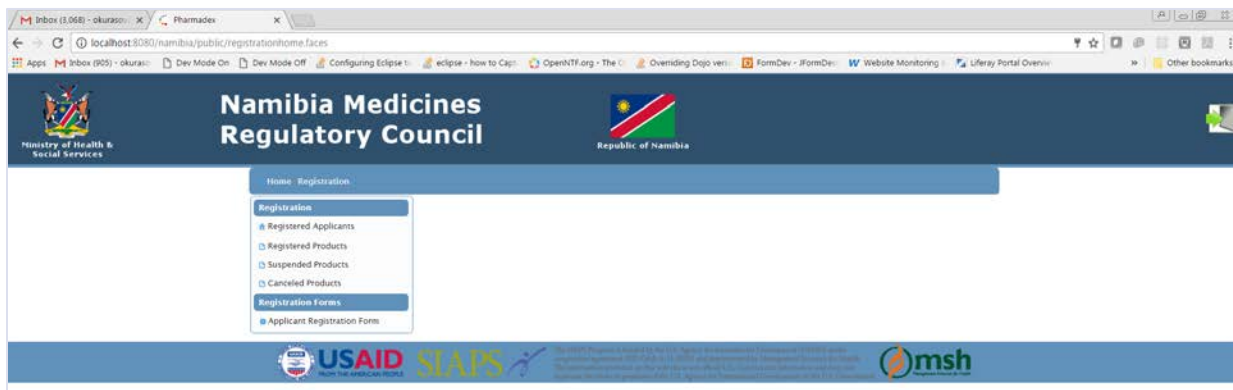 Inbox (3,068) - okuraso
Pharmadex
localhost:8080/namibia/public/registrationhome.faces
Apps Inbox (905) - okuras Dev Mode On Dev Mode Off Configuring Eclipse t eclipse - how to Capt OpenNTF.org - The Overiding Dojo vers FormDev - JFormDes Website Monitoring Liferay Portal Overvie » Other bookmarks
Namibia Medicines
Regulatory Council
Ministry of Health &
Social Services
Republic of Namibia
Home Registration
Registration
Registered Applicants
Registered Products
Suspended Products
Canceled Products
Registration Forms
Applicant Registration Form
USAID
FROM THE AMERICAN PEOPLE
SIAPS
msh